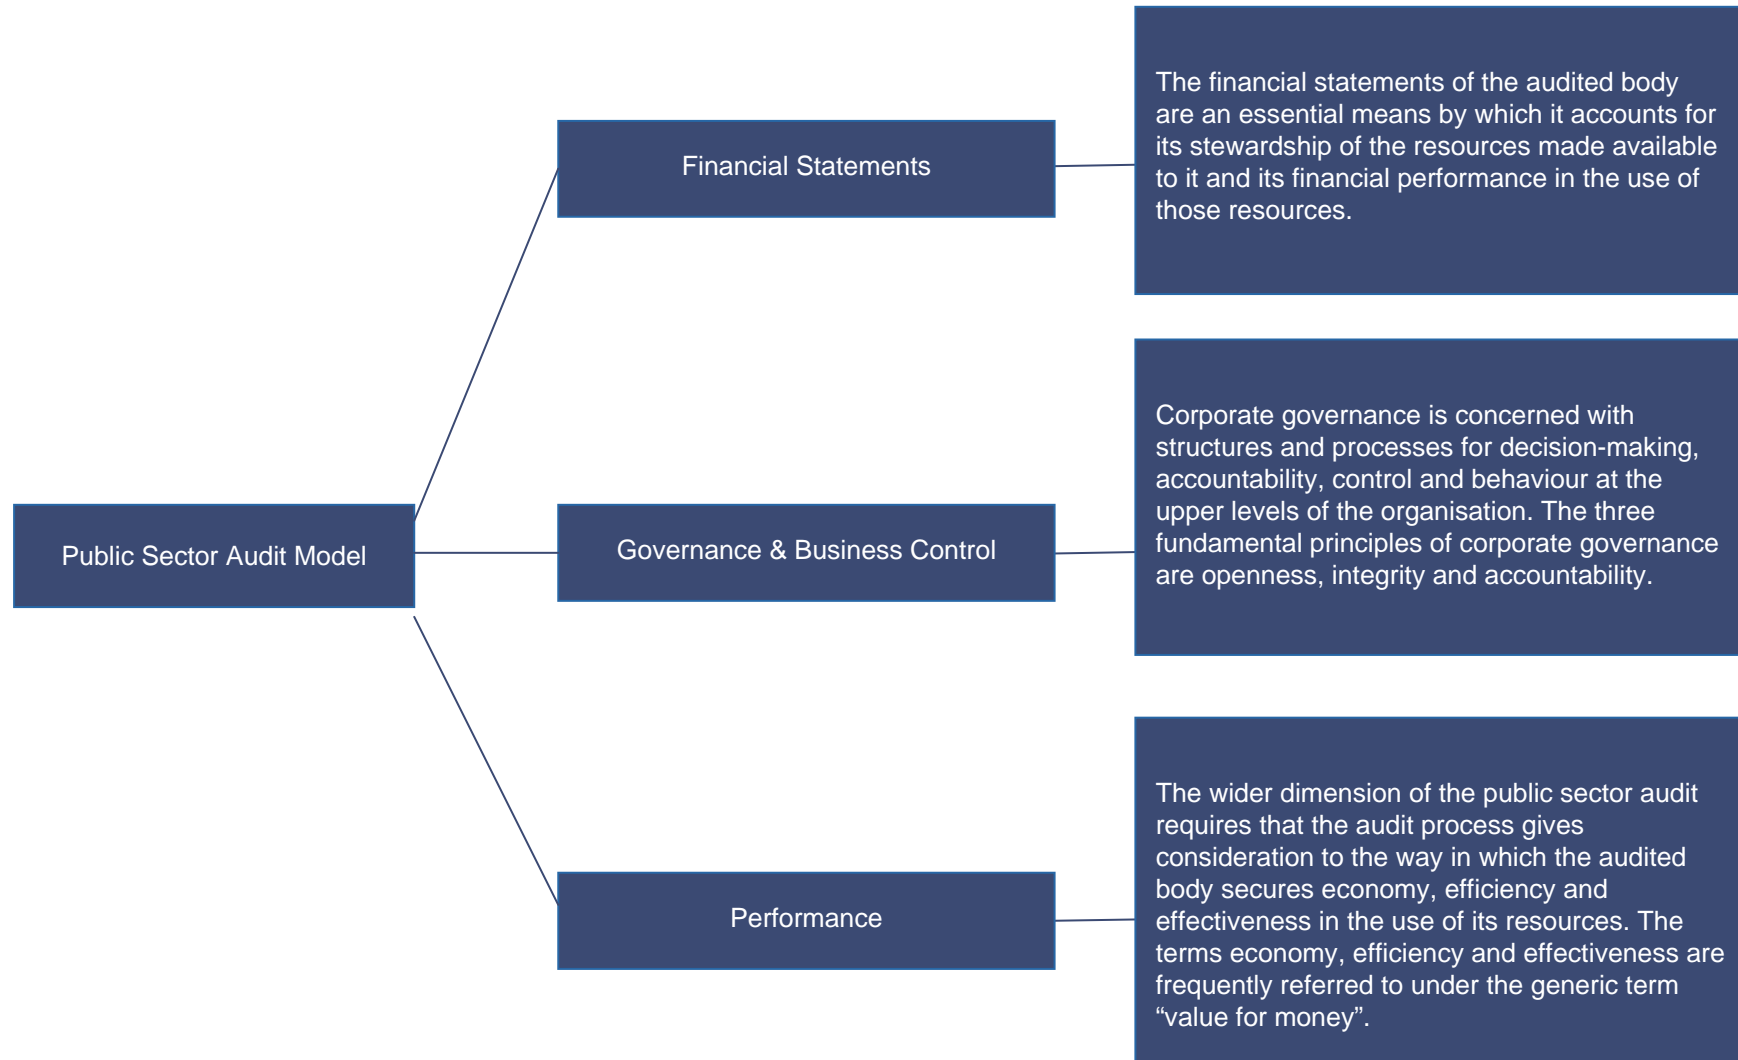 Public Sector Audit Model
Financial Statements
The financial statements of the audited body
are an essential means by which it accounts for
its stewardship of the resources made available
to it and its financial performance in the use of
those resources.
Governance & Business Control
Corporate governance is concerned with
structures and processes for decision-making,
accountability, control and behaviour at the
upper levels of the organisation. The three
fundamental principles of corporate governance
are openness, integrity and accountability.
Performance
The wider dimension of the public sector audit
requires that the audit process gives
consideration to the way in which the audited
body secures economy, efficiency and
effectiveness in the use of its resources. The
terms economy, efficiency and effectiveness are
frequently referred to under the generic term
“value for money”.